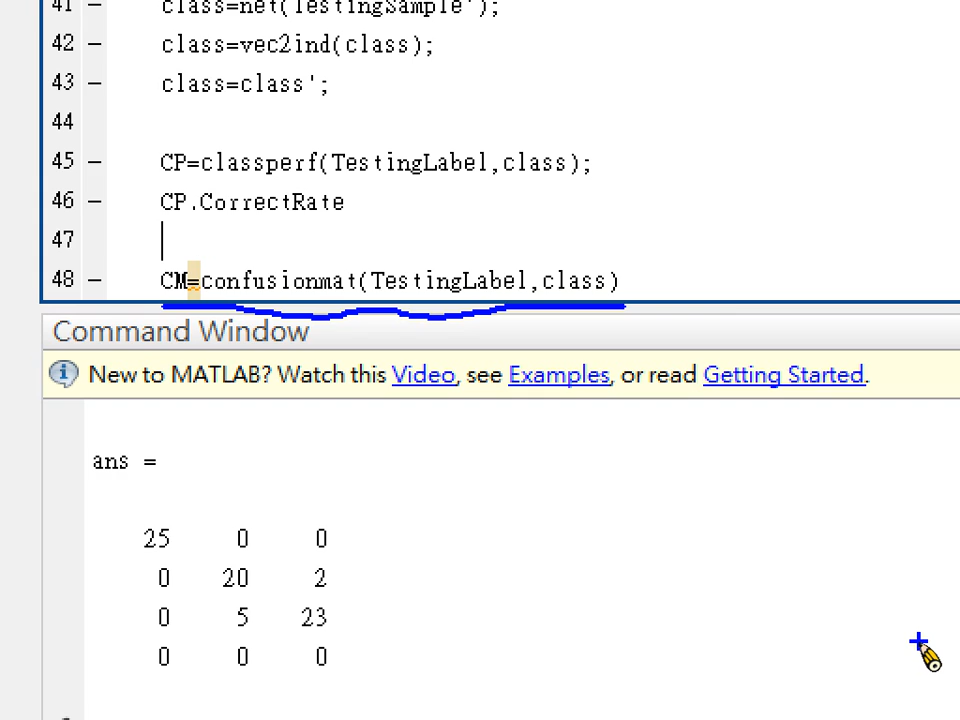 41 – class=net(TestingSample');
42 – class=vec2ind(class);
43 – class=class';
44
45 – CP=classperf(TestingLabel,class);
46 – CP.CorrectRate
47
48 – CM=confusionmat(TestingLabel,class)
Command Window
New to MATLAB? Watch this Video, see Examples, or read Getting Started.
ans =
25 0 0
0 20 2
0 5 23
0 0 0